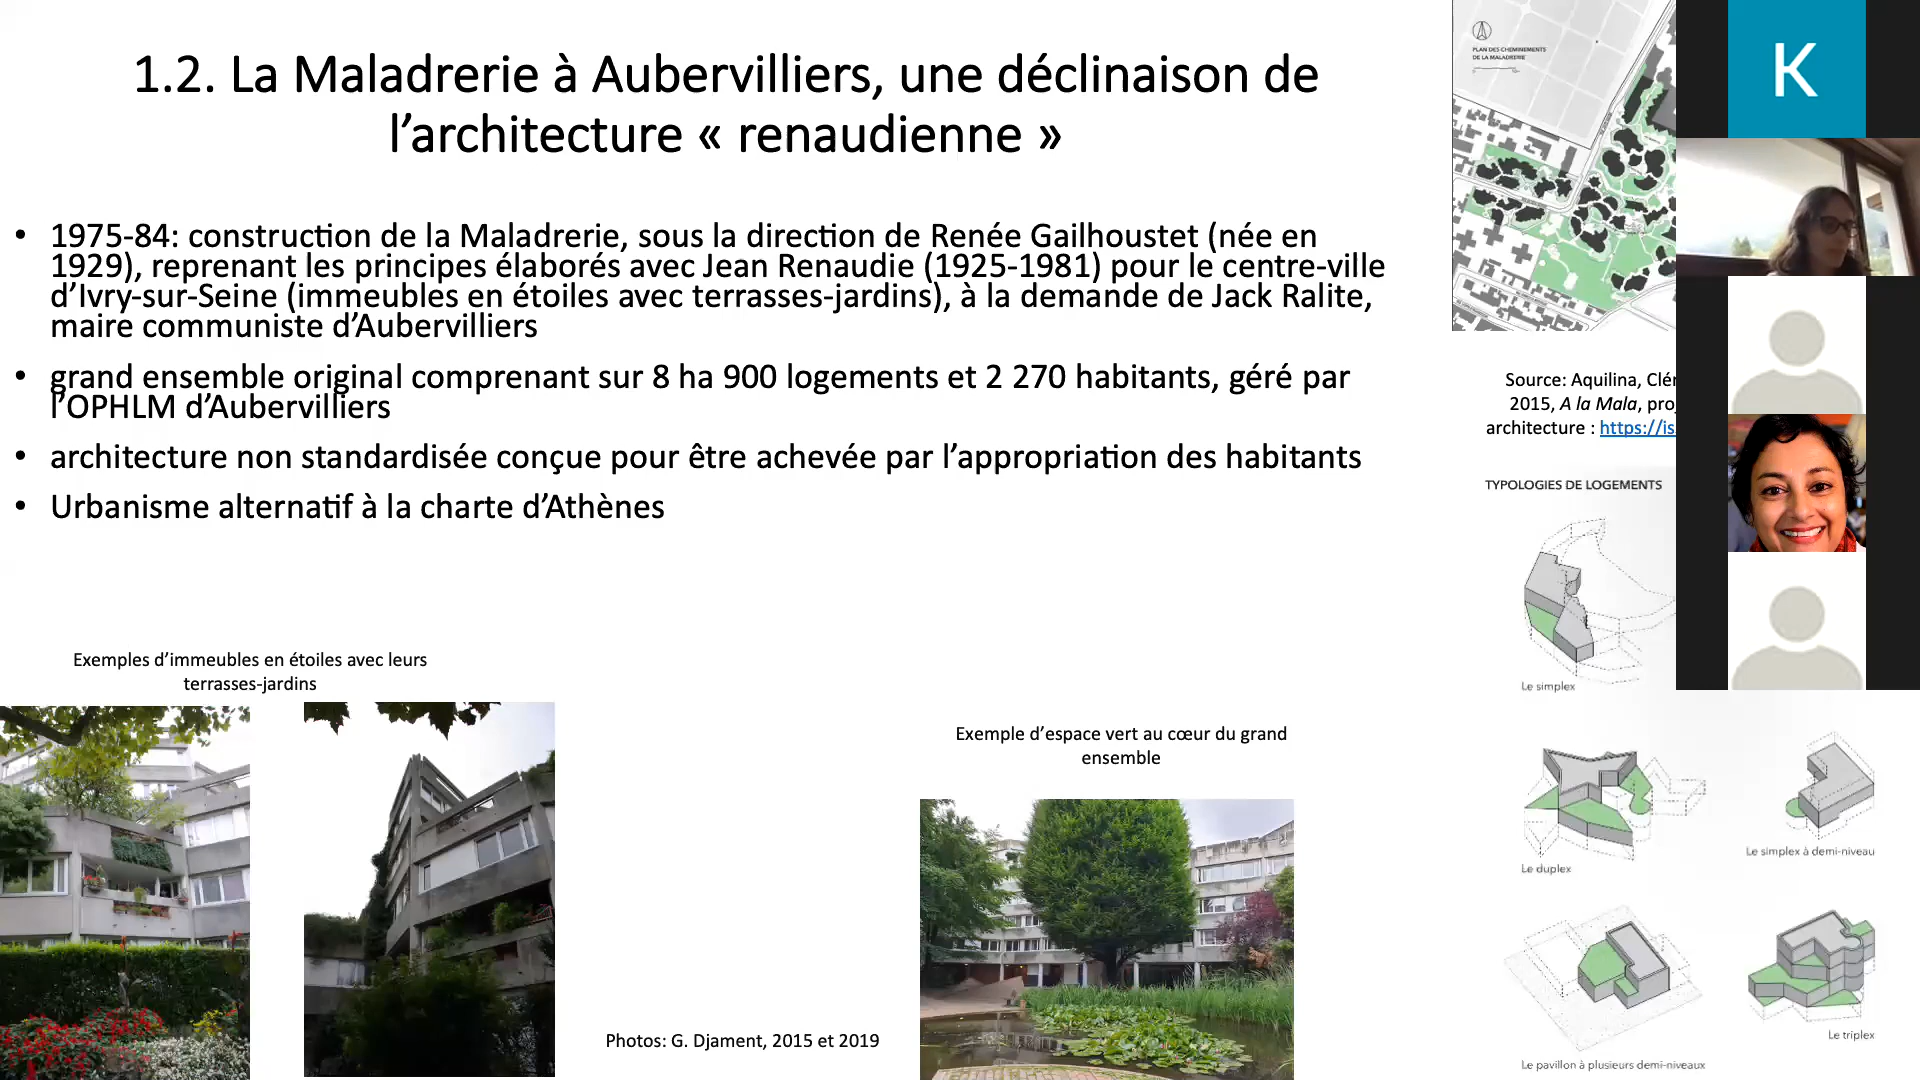 1.2. La Maladrerie à Aubervilliers, une déclinaison de
l’architecture « renaudienne »
• 1975-84: construction de la Maladrerie, sous la direction de Renée Gailhoustet (née en
1929), reprenant les principes élaborés avec Jean Renaudie (1925-1981) pour le centre-ville
d’Ivry-sur-Seine (immeubles en étoiles avec terrasses-jardins), à la demande de Jack Ralite,
maire communiste d’Aubervilliers
• grand ensemble original comprenant sur 8 ha 900 logements et 2 270 habitants, géré par
l’OPHLM d’Aubervilliers
• architecture non standardisée conçue pour être achevée par l’appropriation des habitants
• Urbanisme alternatif à la charte d’Athènes
Exemples d’immeubles en étoiles avec leurs
terrasses-jardins
Photos: G. Djament, 2015 et 2019
Exemple d’espace vert au cœur du grand
ensemble
PLAN DES CHEMINEMENTS
DE LA MALADRERIE
K
Source: Aquilina, Clé
2015, A la Mala, pro
architecture : https://is
TYPOLOGIES DE LOGEMENTS
Le simplex
Le duplex
Le simplex à demi-niveau
Le pavillon à plusieurs demi-niveaux
Le triplex